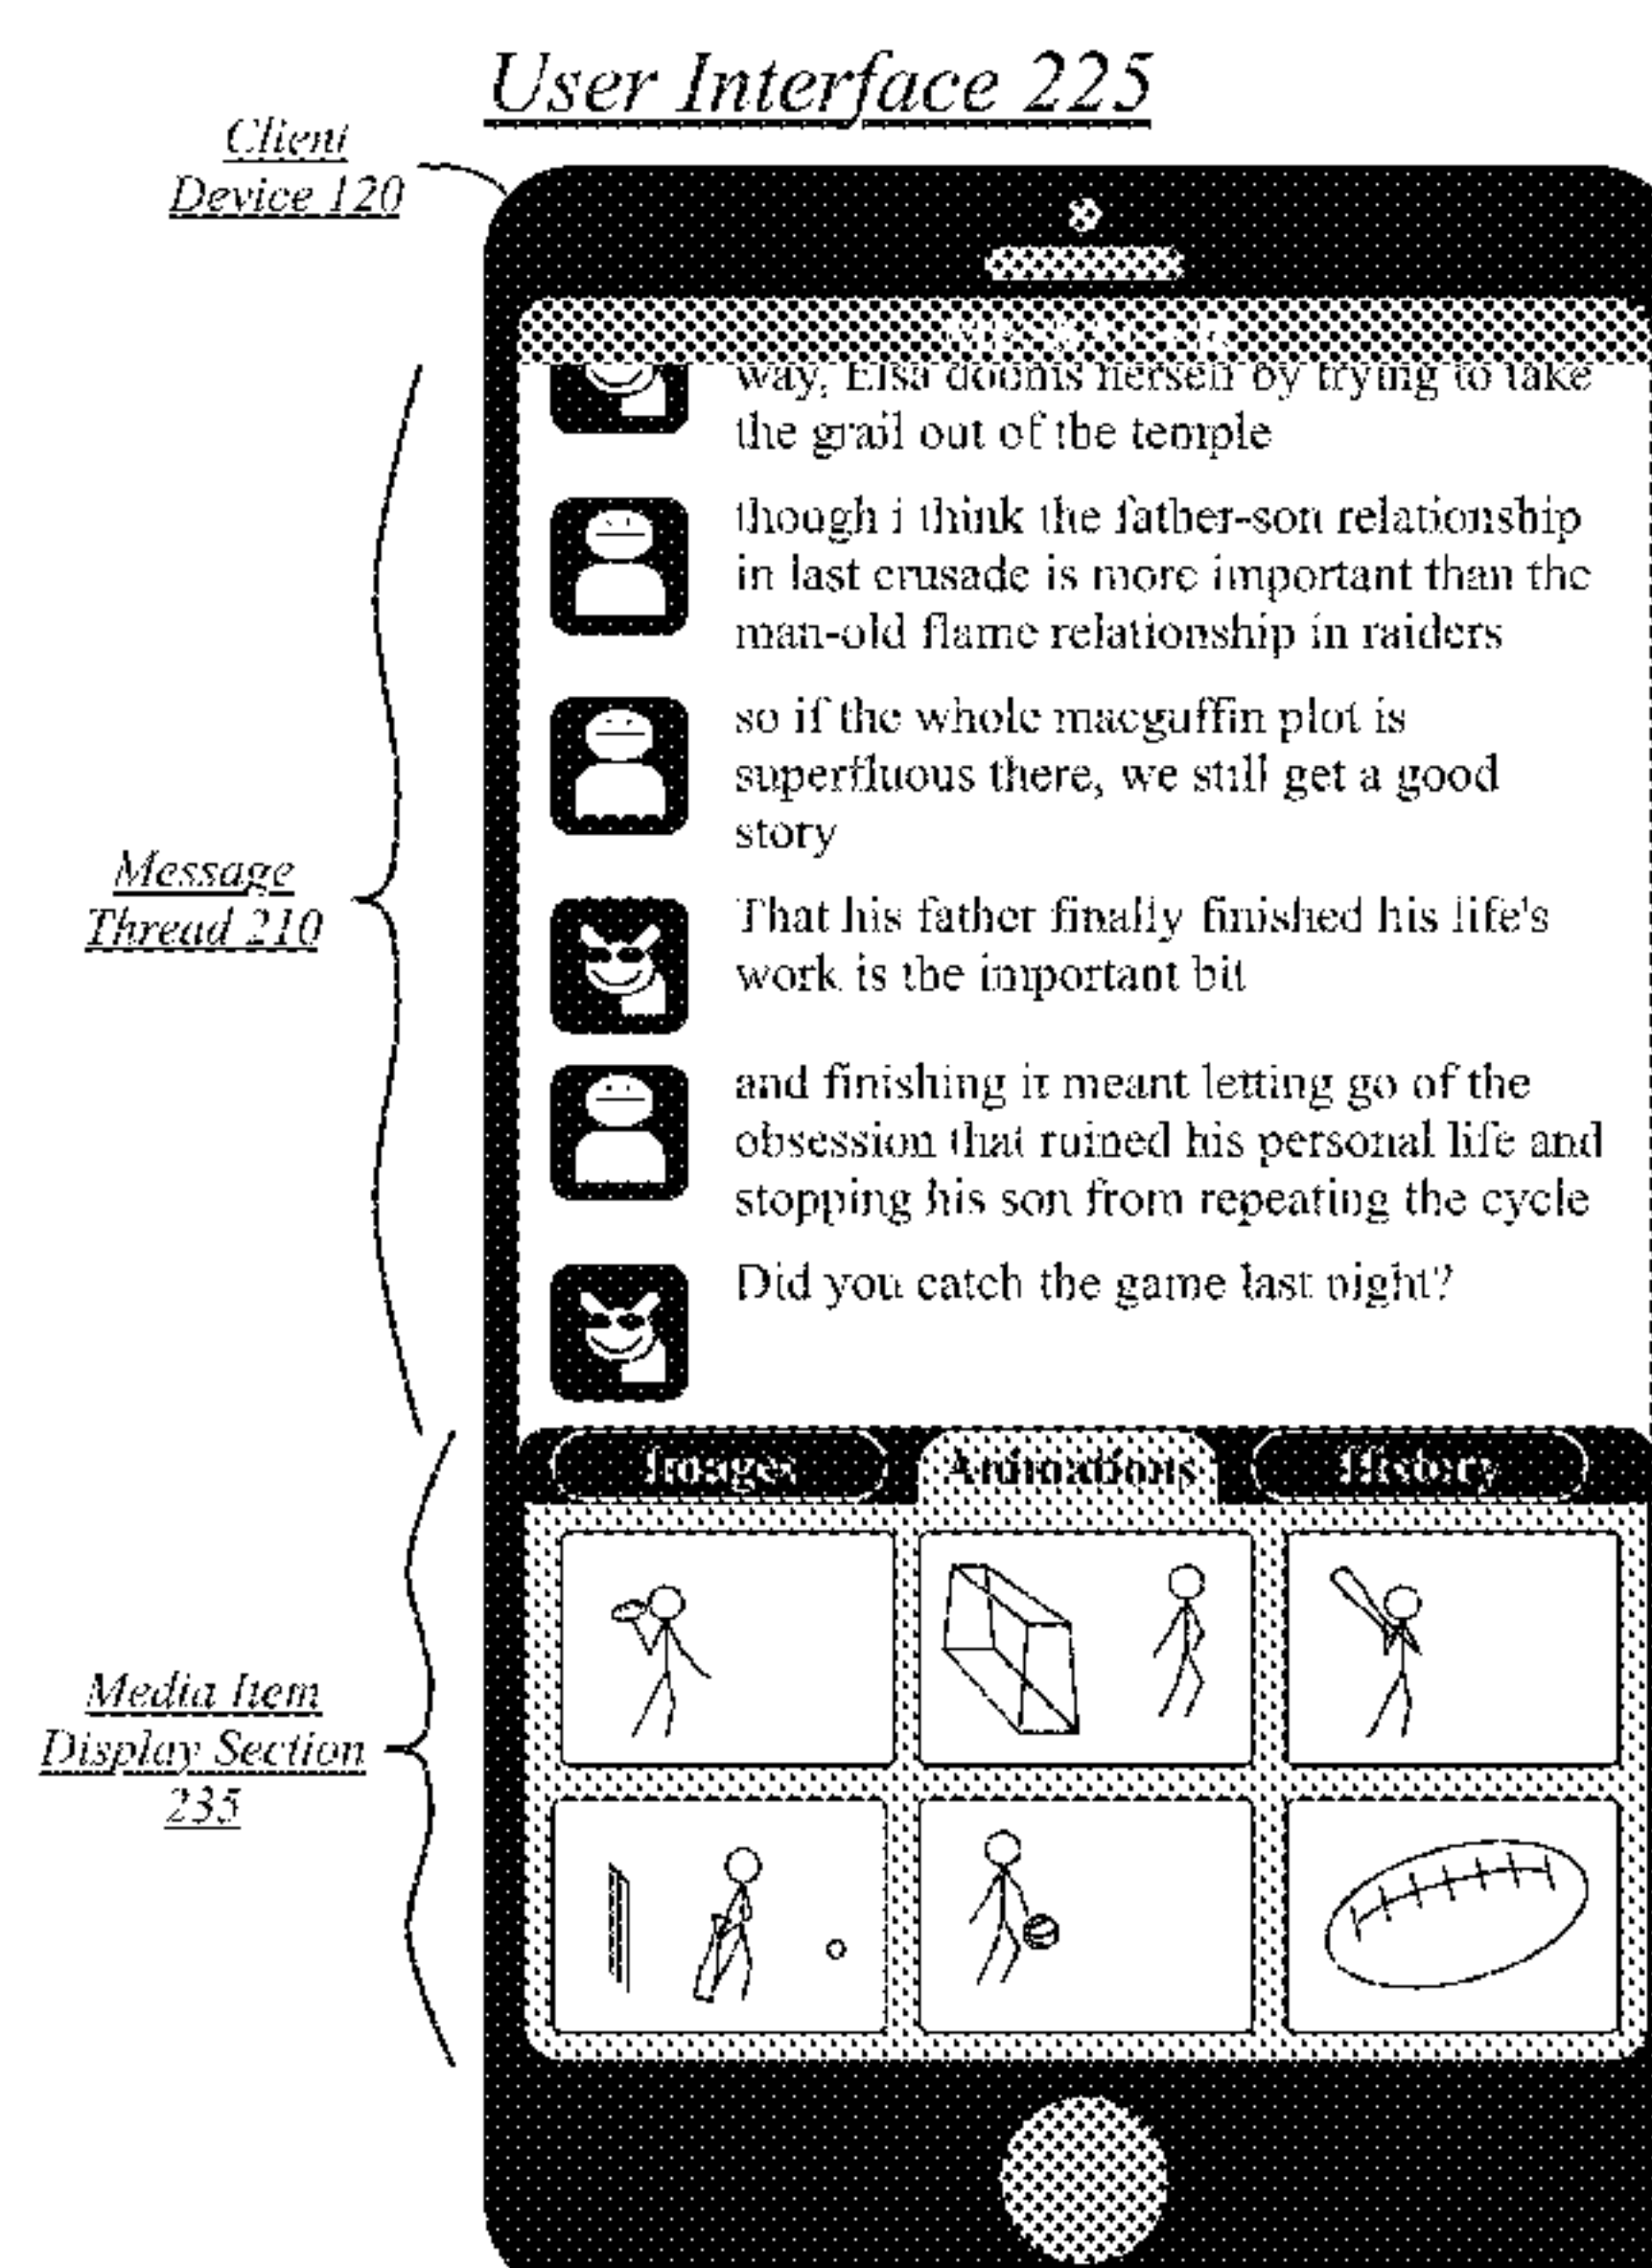 User Interface 225
Client
Device 120
way, Elsa dooms herself by trying to take
the grail out of the temple
though i think the father-son relationship
in last crusade is more important than the
man-old flame relationship in raiders
so if the whole macguffin plot is
superfluous there, we still get a good
story
Message
Thread 210
That his father finally finished his life's
work is the important bit
and finishing it meant letting go of the
obsession that ruined his personal life and
stopping his son from repeating the cycle
Did you catch the game last night?
Images
Animations
History
Media Item
Display Section
235